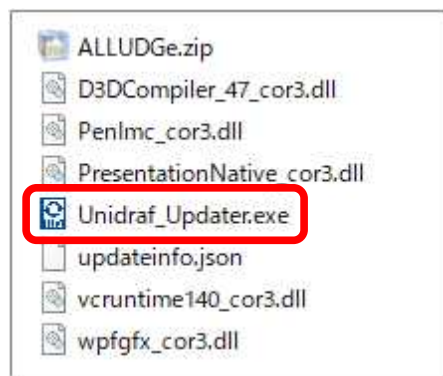 ALLUDGe.zip
D3DCompiler_47_cor3.dll
PenImc_cor3.dll
PresentationNative_cor3.dll
Unidraf_Updater.exe
updateinfo.json
vcruntime140_cor3.dll
wpfgfx_cor3.dll